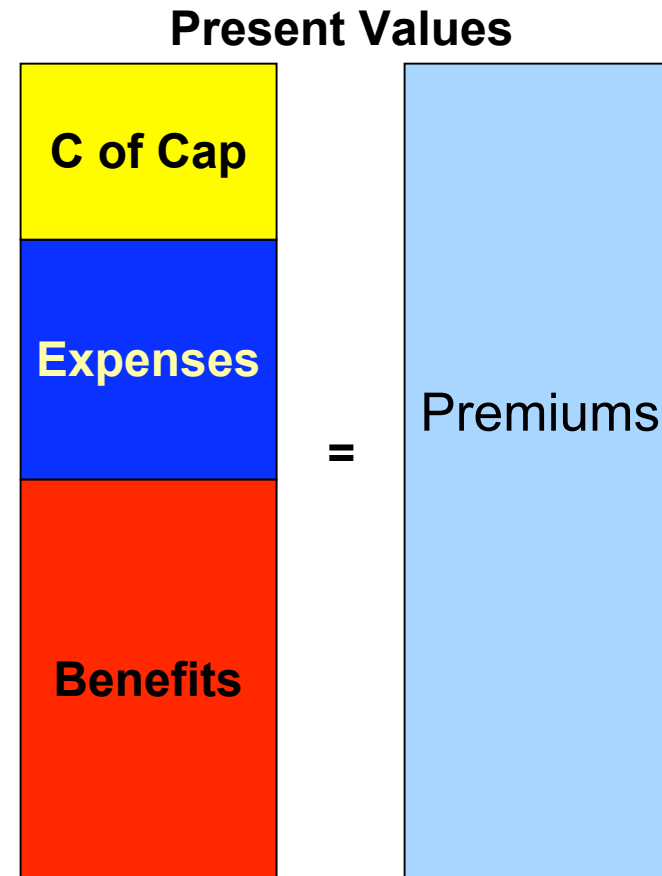 Present Values
C of Cap
Expenses
Benefits
=
Premiums